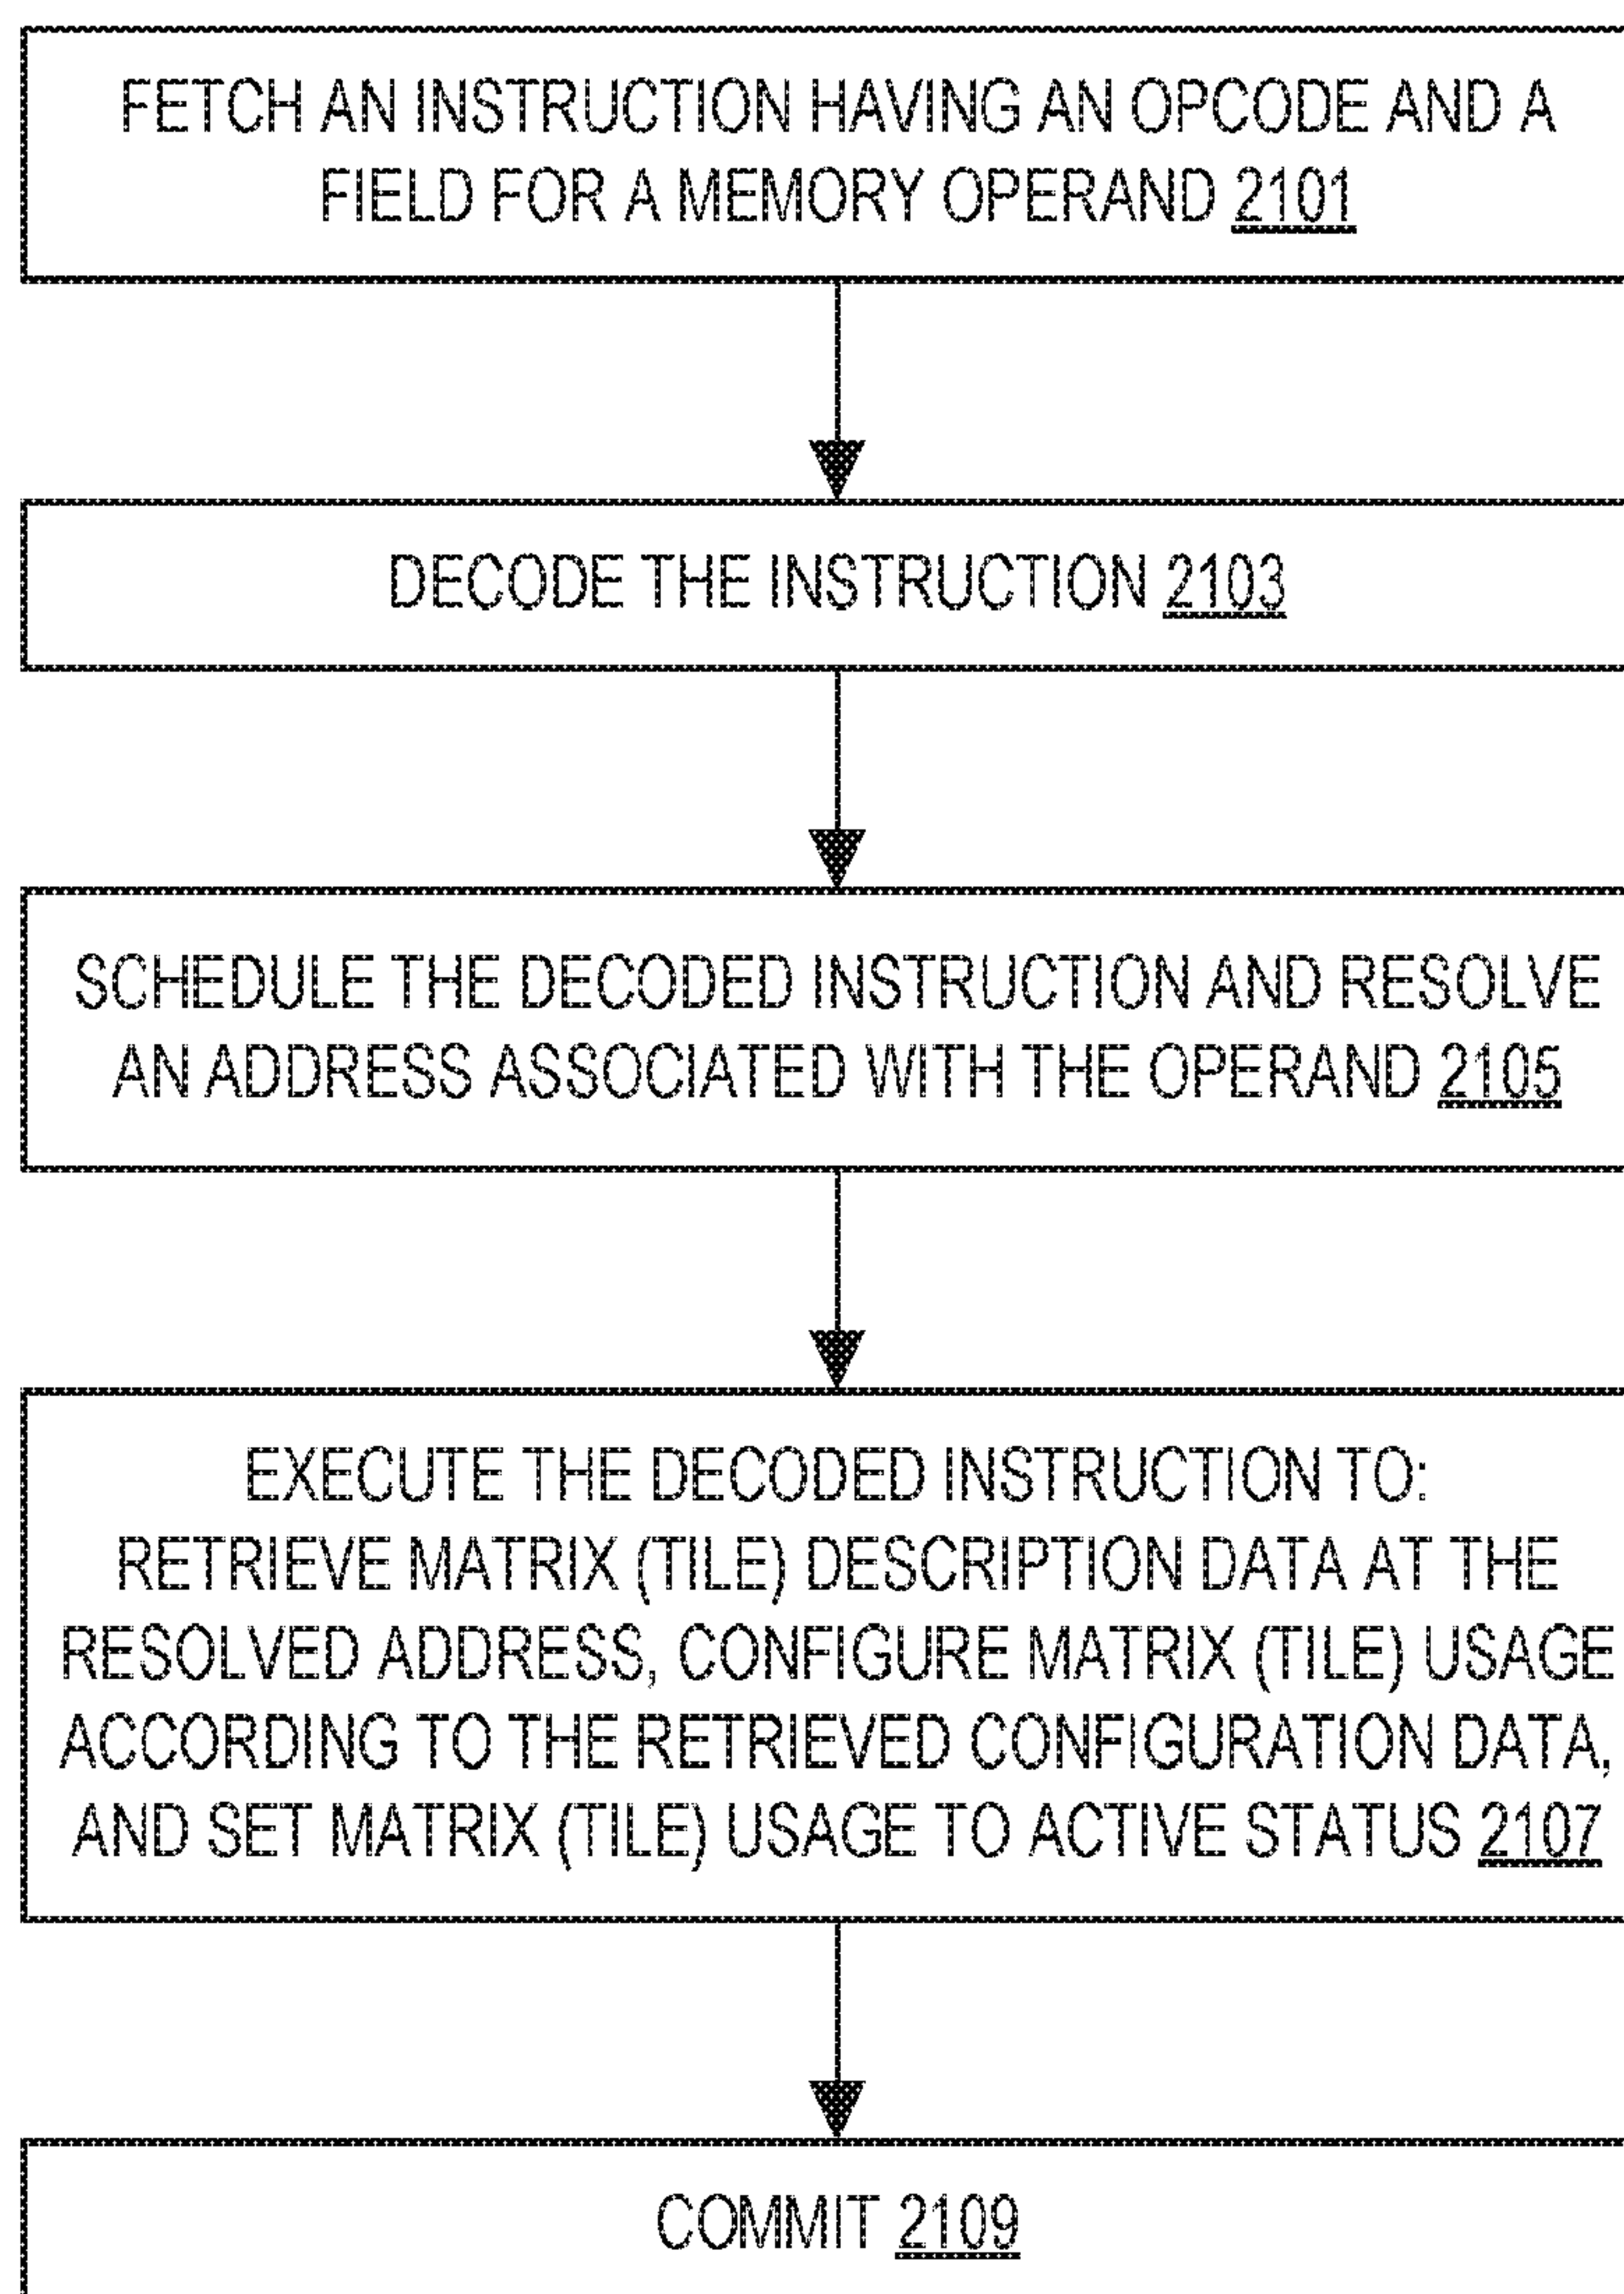 FETCH AN INSTRUCTION HAVING AN OPCODE AND A
FIELD FOR A MEMORY OPERAND 2101
DECODE THE INSTRUCTION 2103
SCHEDULE THE DECODED INSTRUCTION AND RESOLVE
AN ADDRESS ASSOCIATED WITH THE OPERAND 2105
EXECUTE THE DECODED INSTRUCTION TO:
RETRIEVE MATRIX (TILE) DESCRIPTION DATA AT THE
RESOLVED ADDRESS, CONFIGURE MATRIX (TILE) USAGE
ACCORDING TO THE RETRIEVED CONFIGURATION DATA,
AND SET MATRIX (TILE) USAGE TO ACTIVE STATUS 2107
COMMIT 2109